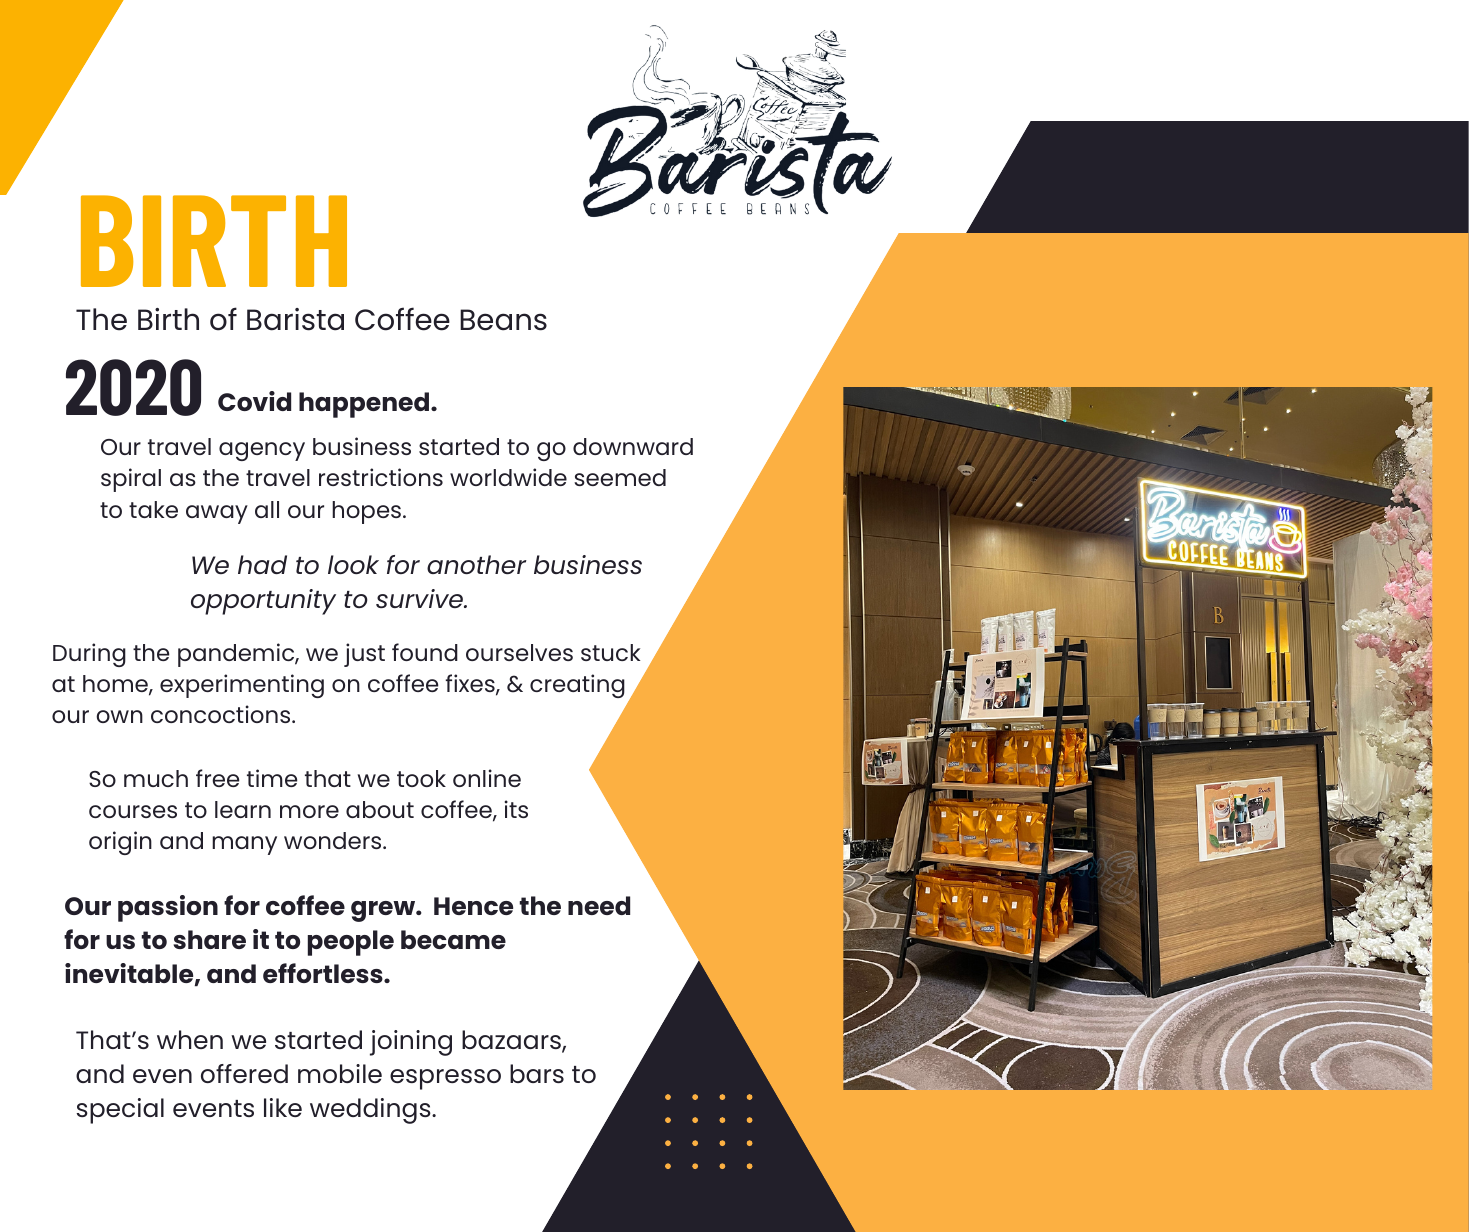 Coffee
Barista
COFFEE BEANS
BIRTH
The Birth of Barista Coffee Beans
2020 Covid happened.
Our travel agency business started to go downward
spiral as the travel restrictions worldwide seemed
to take away all our hopes.
We had to look for another business
opportunity to survive.
During the pandemic, we just found ourselves stuck
at home, experimenting on coffee fixes, & creating
our own concoctions.
So much free time that we took online
courses to learn more about coffee, its
origin and many wonders.
Our passion for coffee grew.  Hence the need
for us to share it to people became
inevitable, and effortless.
That’s when we started joining bazaars,
and even offered mobile espresso bars to
special events like weddings.
Barista
COFFEE BEANS
B